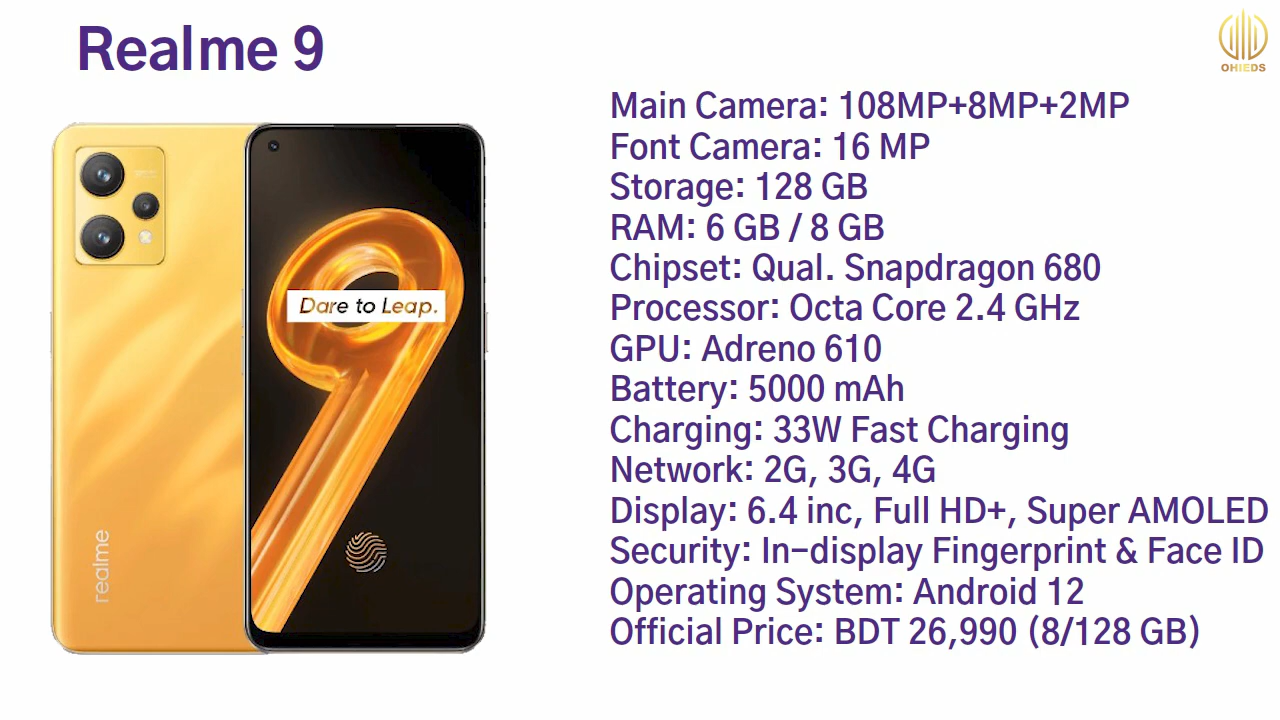 Realme 9
OHIEDS
Main Camera: 108MP+8MP+2MP
Font Camera: 16 MP
Storage: 128 GB
RAM: 6 GB / 8 GB
Chipset: Qual. Snapdragon 680
Processor: Octa Core 2.4 GHz
GPU: Adreno 610
Battery: 5000 mAh
Charging: 33W Fast Charging
Network: 2G, 3G, 4G
Display: 6.4 inc, Full HD+, Super AMOLED
Security: In-display Fingerprint & Face ID
Operating System: Android 12
Official Price: BDT 26,990 (8/128 GB)
9
Dare to Leap.
realme